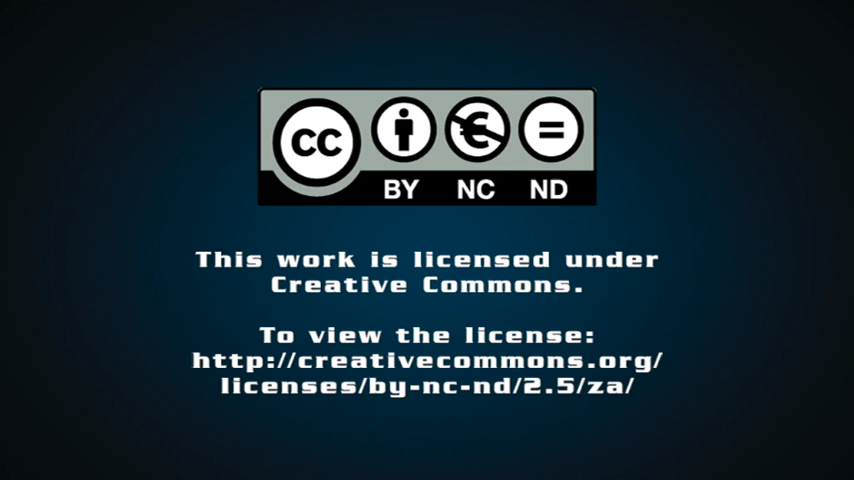 cc
BY NC ND
This work is licensed under
Creative Commons.
To view the license:
http://creativecommons.org/
licenses/by-nc-nd/2.5/za/